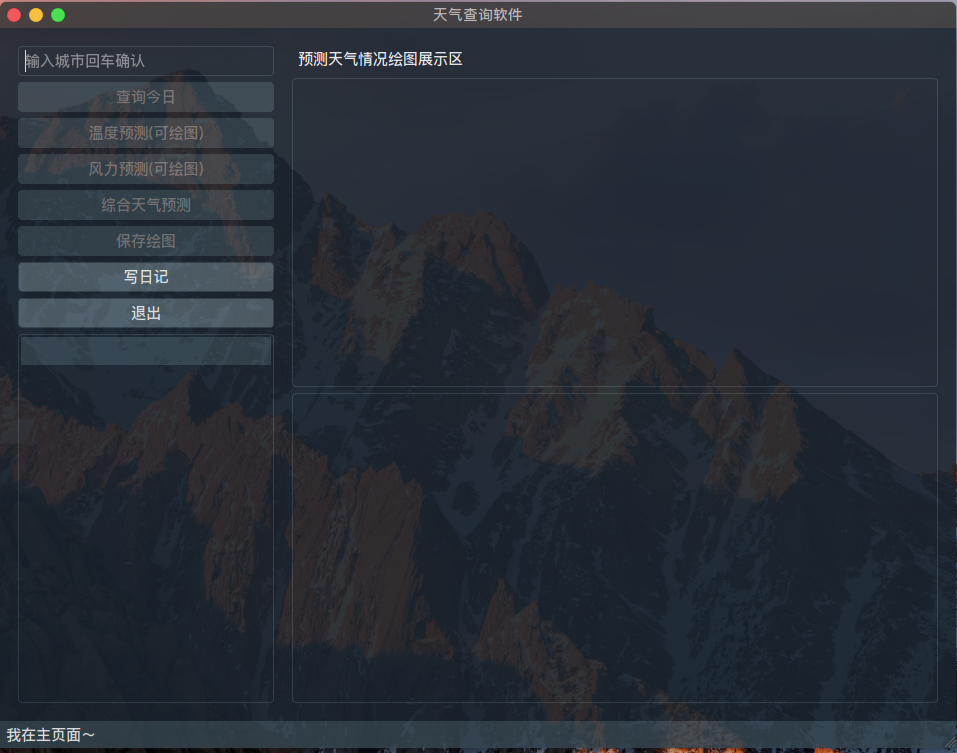 天气查询软件
输入城市回车确认
查询今日
温度预测(可绘图)
风力预测(可绘图)
综合天气预测
保存绘图
写日记
退出
预测天气情况绘图展示区
我在主页面～